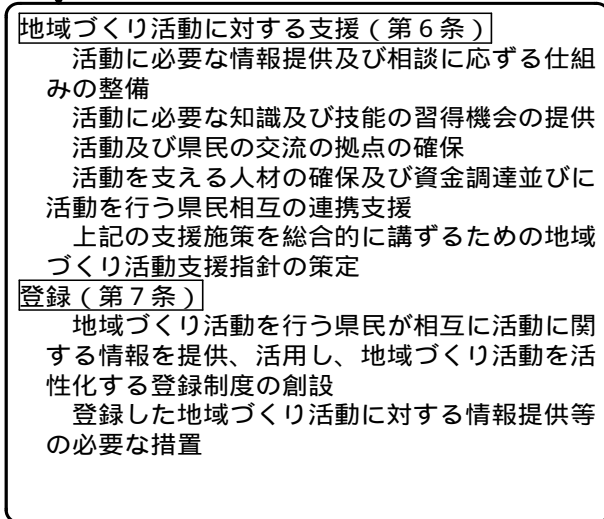 地域づくり活動に対する支援（第６条）
活動に必要な情報提供及び相談に応ずる仕組
みの整備
活動に必要な知識及び技能の習得機会の提供
活動及び県民の交流の拠点の確保
活動を支える人材の確保及び資金調達並びに
活動を行う県民相互の連携支援
上記の支援施策を総合的に講ずるための地域
づくり活動支援指針の策定
登録（第７条）
地域づくり活動を行う県民が相互に活動に関
する情報を提供、活用し、地域づくり活動を活
性化する登録制度の創設
登録した地域づくり活動に対する情報提供等
の必要な措置